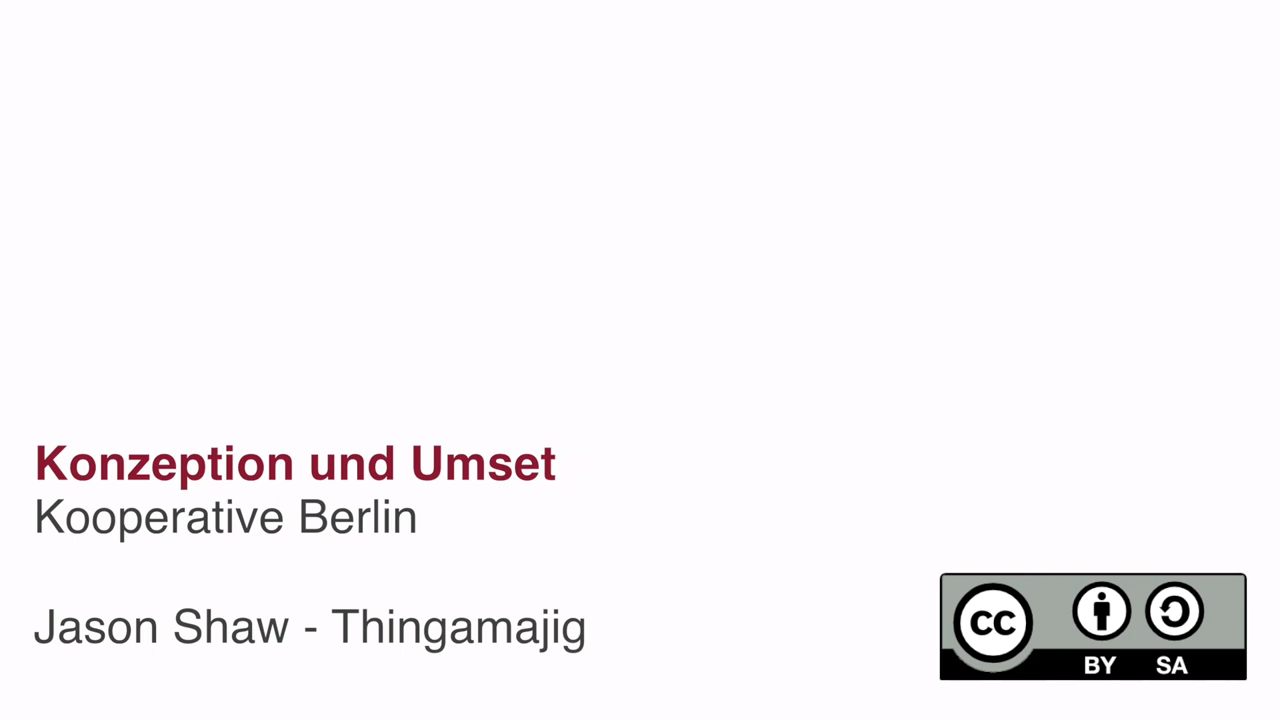 Konzeption und Umset
Kooperative Berlin
Jason Shaw - Thingamajig
cc
BY SA